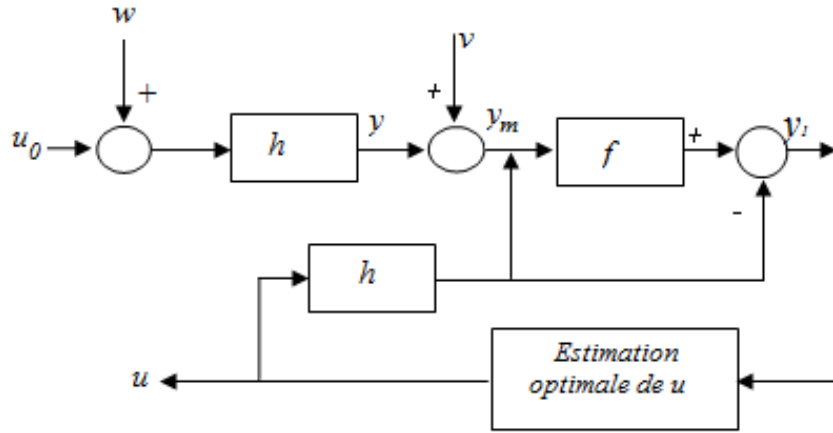 w
v
+
+
u₀
h
y
yₘ
f
+
y₁
-
h
Estimation
optimale de u
u